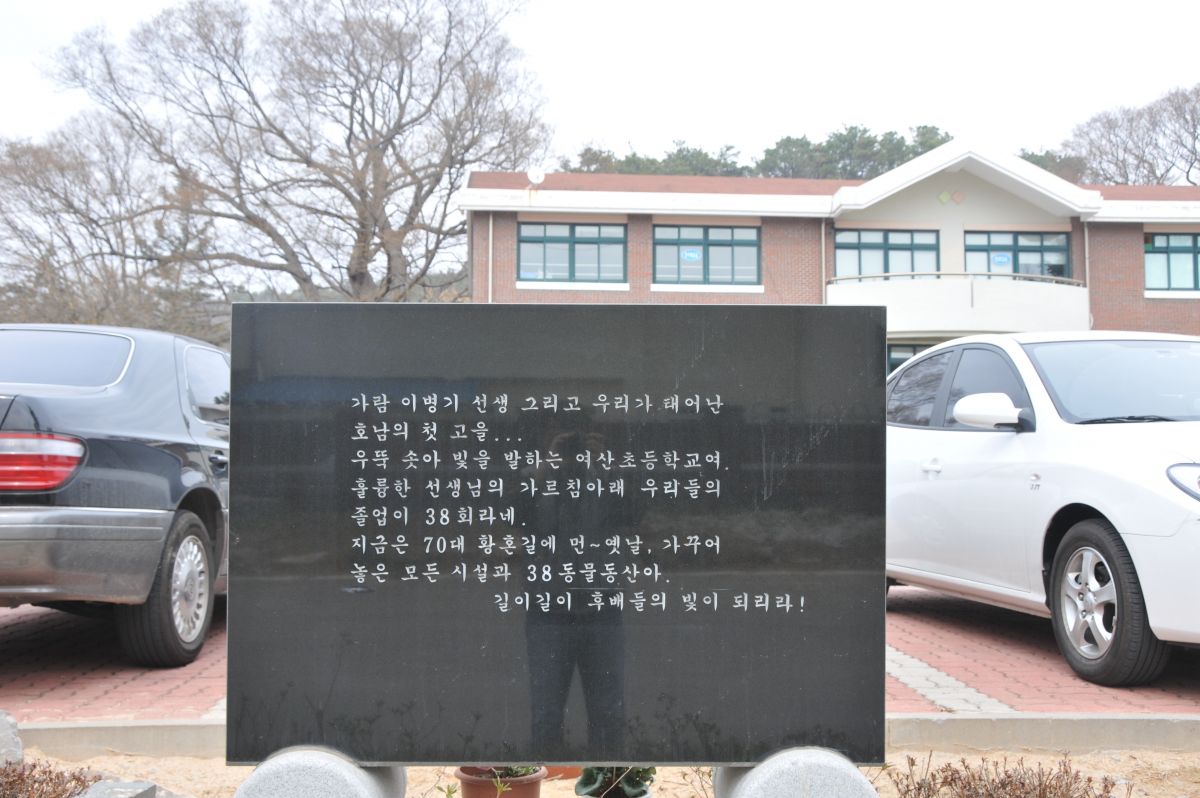 가람 이병기 선생 그리고 우리가 태어난
호남의 첫 고을...
우뚝 솟아 빛을 발하는 여산초등학교여.
훌륭한 선생님의 가르침아래 우리들의
졸업이 38회라네.
지금은 70대 황혼길에 먼~옛날, 가꾸어
놓은 모든 시설과 38동물동산아.
길이길이 후배들의 빛이 되리라!